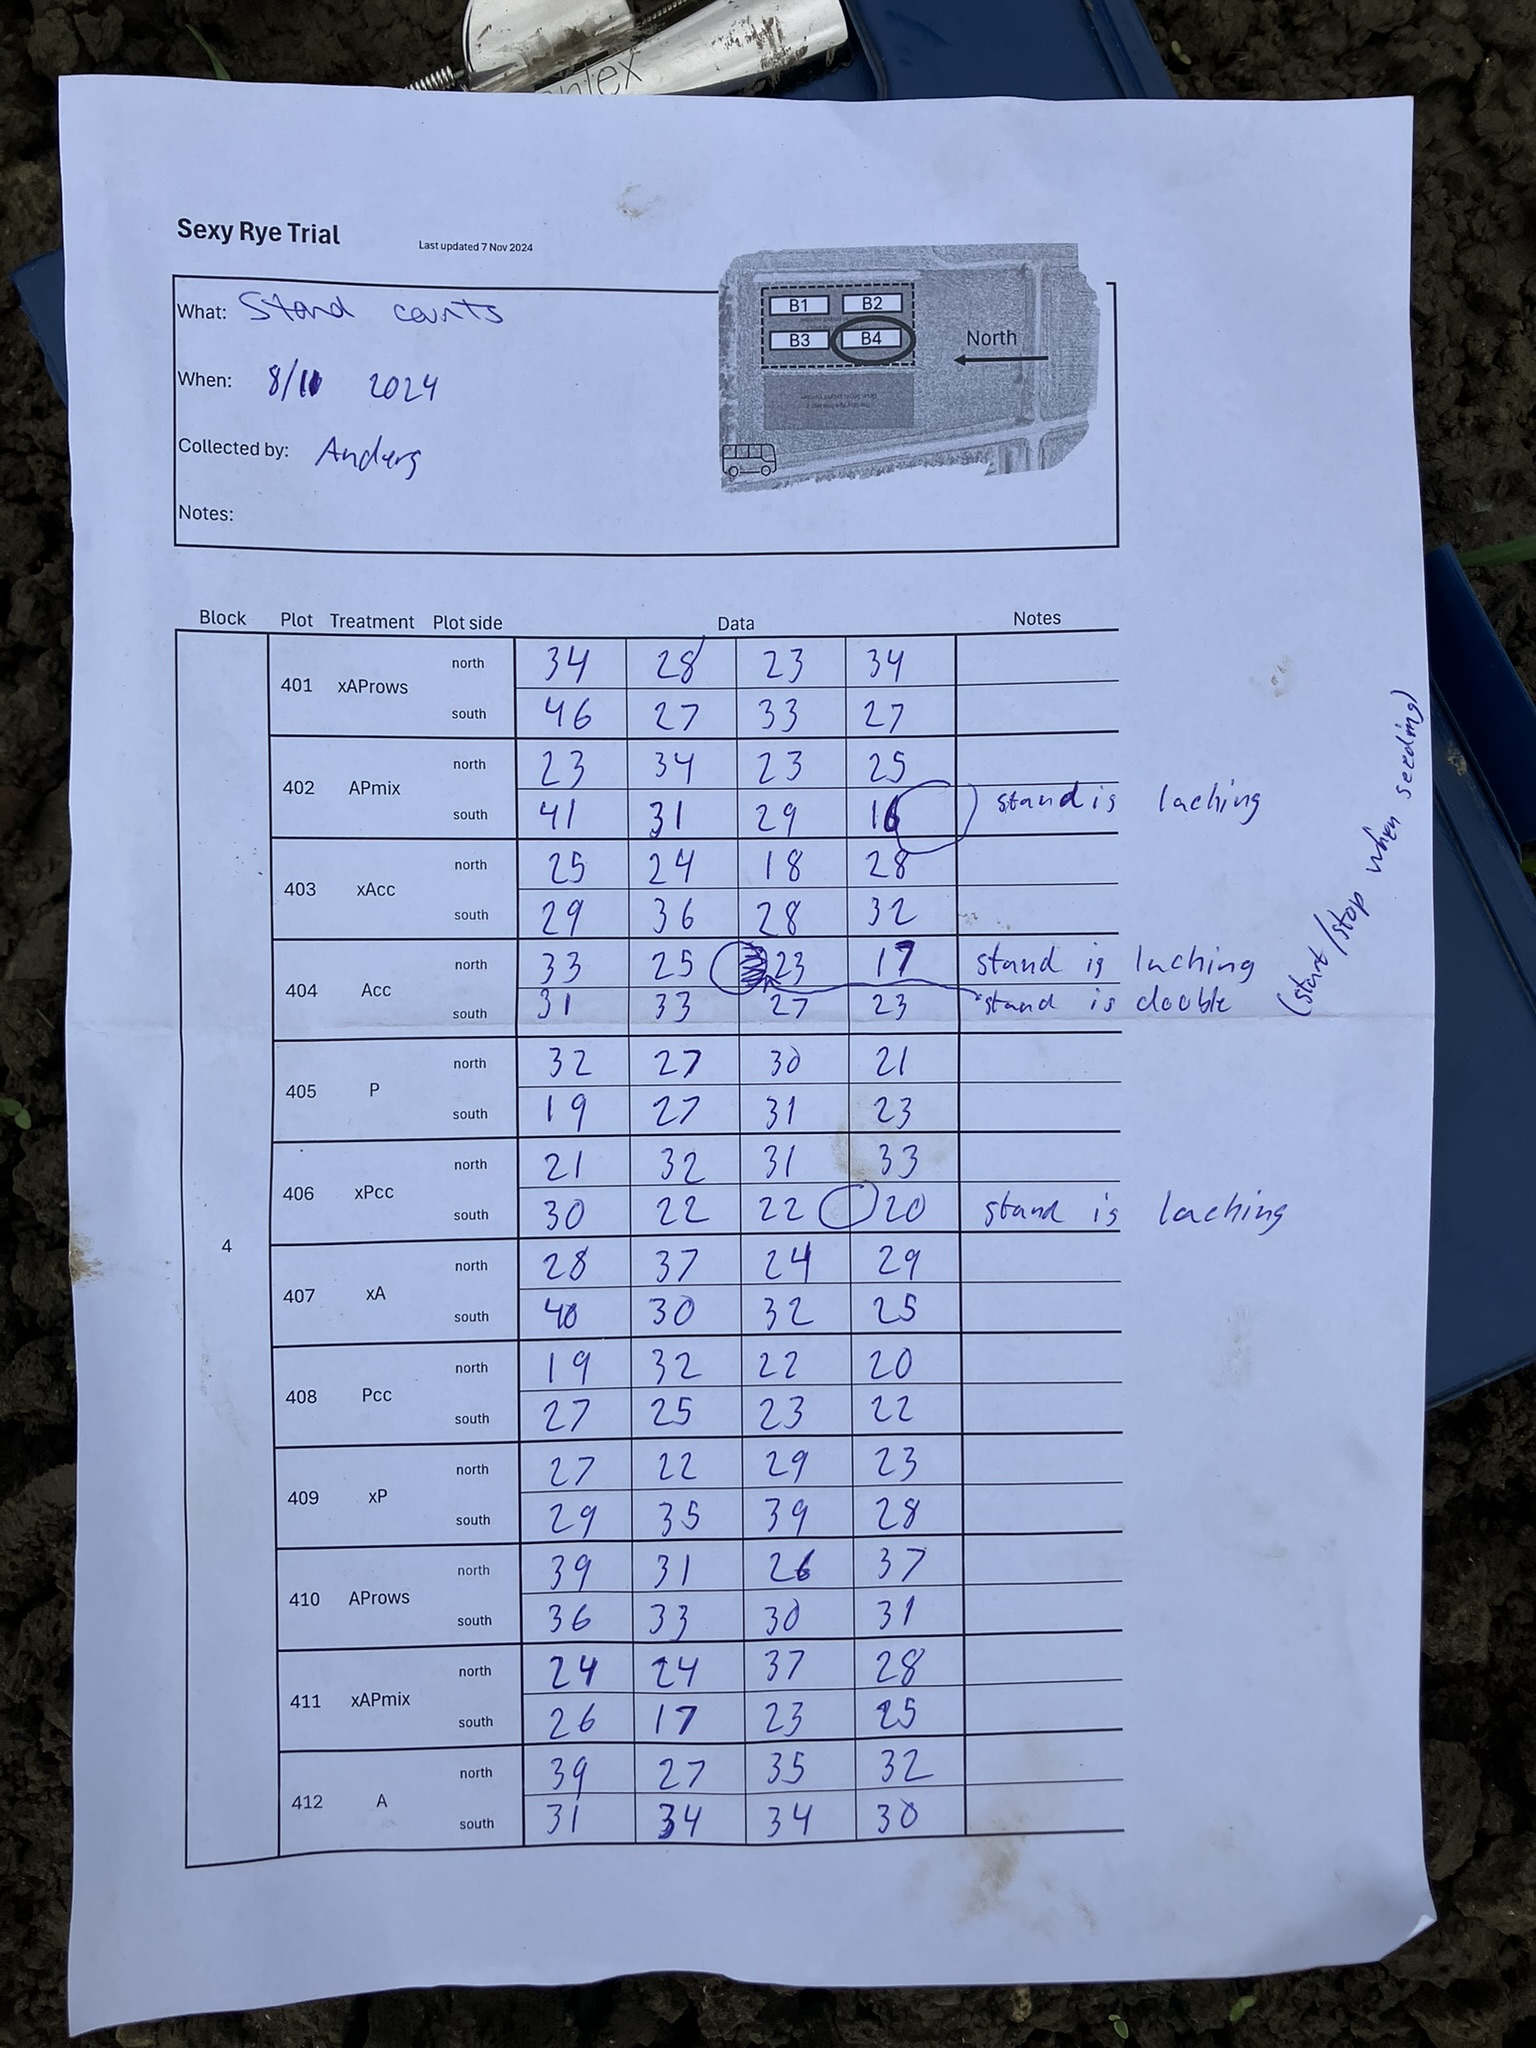 ntex
Sexy Rye Trial
Last updated 7 Nov 2024
What: Stand counts
When: 8/11 2024
Collected by: Anders
Notes:
B1 B2
B3 B4
North
Block Plot Treatment Plot side Data Notes
4
401 xAProws
north 34 28 23 34
south 46 27 33 27
402 APmix
north 23 34 23 25
south 41 31 29 16 stand is laching
403 xAcc
north 25 24 18 28
south 29 36 28 32
404 Acc
north 33 25 23 17 stand is laching
south 31 33 27 23 stand is double
(start/stop when seeding)
405 P
north 32 27 30 21
south 19 27 31 23
406 xPcc
north 21 32 31 33
south 30 22 22 20 stand is laching
407 xA
north 28 37 24 29
south 40 30 32 25
408 Pcc
north 19 32 22 20
south 27 25 23 22
409 xP
north 27 22 29 23
south 29 35 39 28
410 AProws
north 39 31 26 37
south 36 33 30 31
411 xAPmix
north 24 24 37 28
south 26 17 23 25
412 A
north 39 27 35 32
south 31 34 34 30